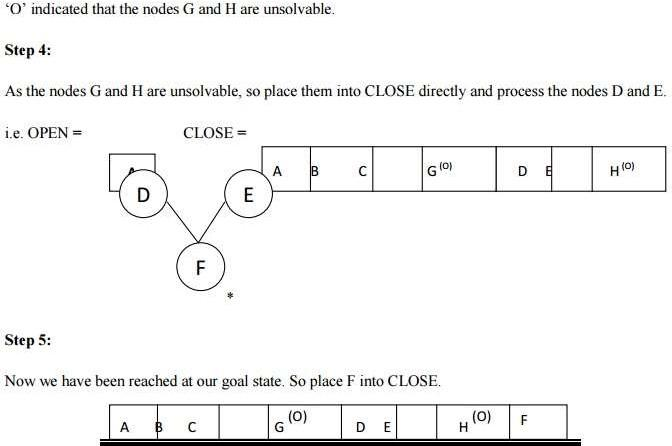 ‘O’ indicated that the nodes G and H are unsolvable.
Step 4:
As the nodes G and H are unsolvable, so place them into CLOSE directly and process the nodes D and E.
i.e. OPEN = CLOSE =
A B C G (O) D E H (O)
D E
F
*
Step 5:
Now we have been reached at our goal state. So place F into CLOSE.
A B C G (O) D E H (O) F